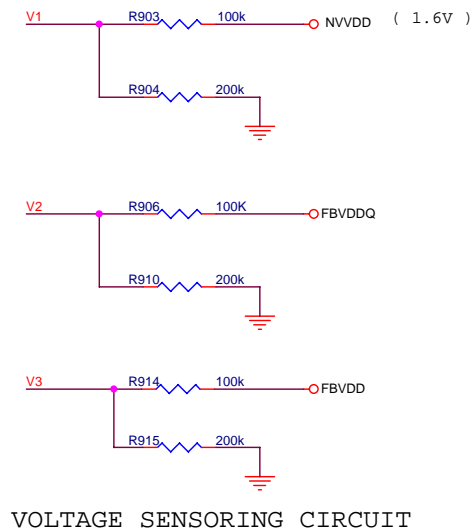 V1 R903 100k NVVDD ( 1.6V )
R904 200k
V2 R906 100K FBVDDQ
R910 200k
V3 R914 100k FBVDD
R915 200k
VOLTAGE SENSORING CIRCUIT